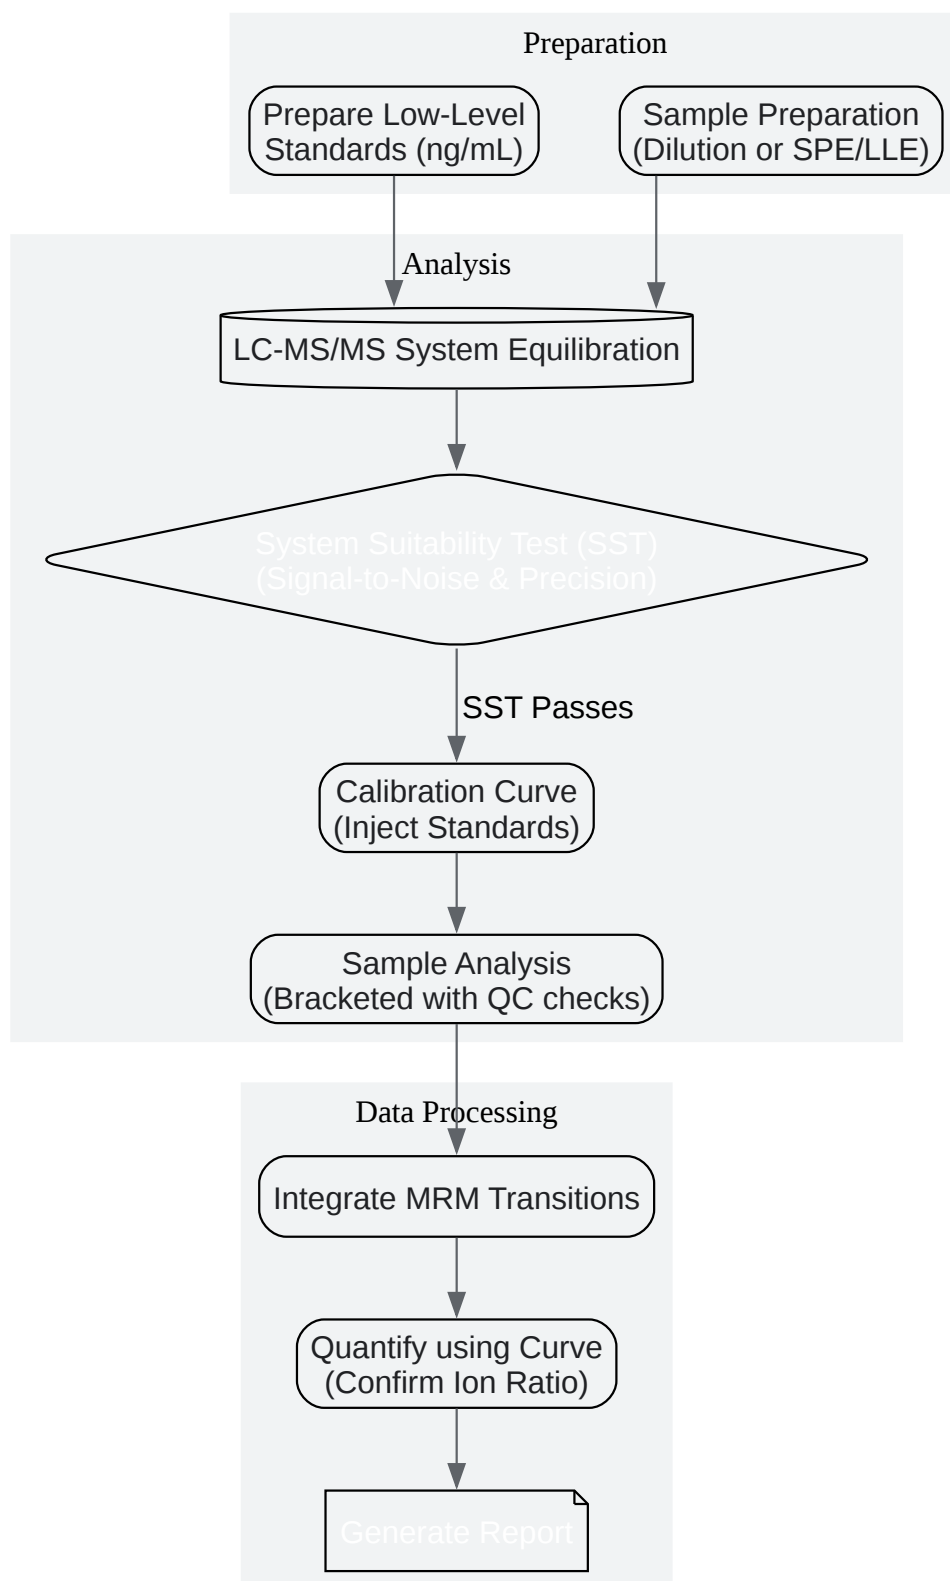 Preparation
Prepare Low-Level
Standards (ng/mL)
Sample Preparation
(Dilution or SPE/LLE)
Analysis
LC-MS/MS System Equilibration
System Suitability Test (SST)
(Signal-to-Noise & Precision)
SST Passes
Calibration Curve
(Inject Standards)
Sample Analysis
(Bracketed with QC checks)
Data Processing
Integrate MRM Transitions
Quantify using Curve
(Confirm Ion Ratio)
Generate Report